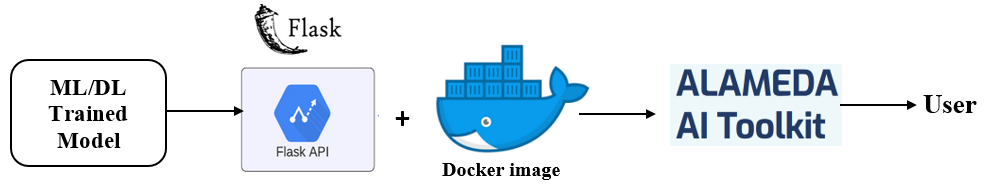 Flask
ML/DL
Trained
Model
Flask API
+
Docker image
ALAMEDA
AI Toolkit
User